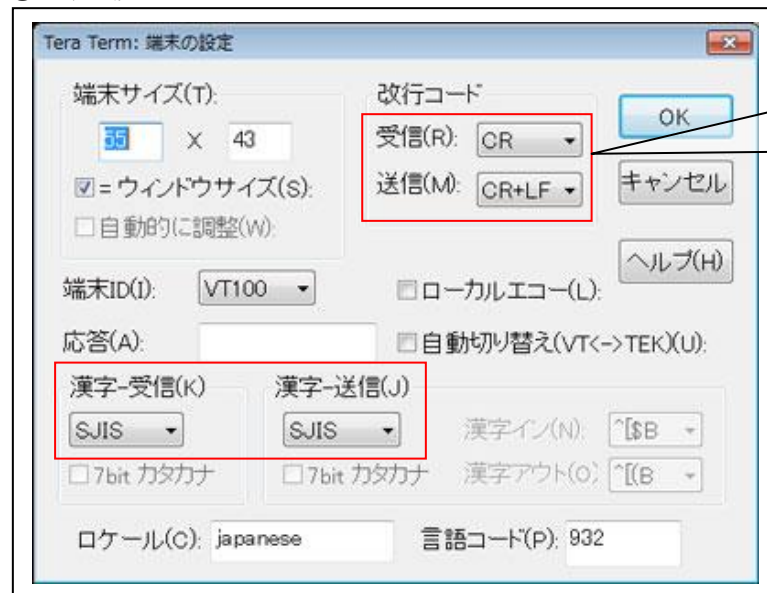 Tera Term: 端末の設定
端末サイズ(T):
55 X 43
= ウィンドウサイズ(S):
自動的に調整(W):
改行コード
受信(R): CR
送信(M): CR+LF
OK
キャンセル
ヘルプ(H)
端末ID(I): VT100
ローカルエコー(L):
応答(A):
自動切り替え(VT<->TEK)(U):
漢字-受信(K)
SJIS
7bit カタカナ
漢字-送信(J)
SJIS
7bit カタカナ
漢字イン(N): ^[$B
漢字アウト(O) ^[(B
ロケール(C): japanese
言語コード(P): 932